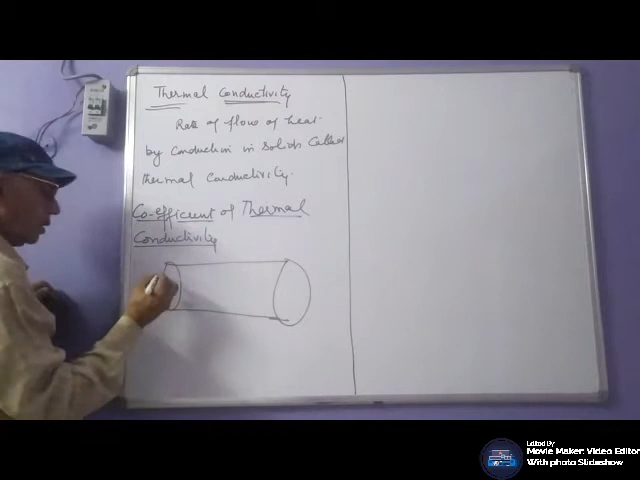 Thermal Conductivity
Rate of flow of heat
by Conduction in Solids Called
Thermal Conductivity.
Co-efficient of Thermal
Conductivity
Edited By
Movie Maker: Video Editor
With photo Slideshow